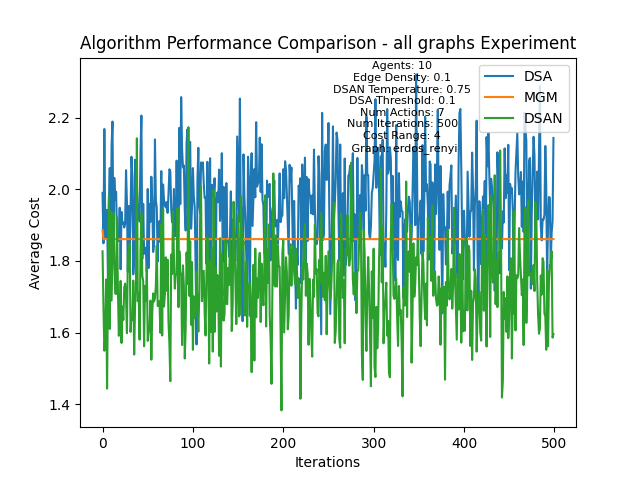 Algorithm Performance Comparison - all graphs Experiment
Agents: 10
Edge Density: 0.1
DSAN Temperature: 0.75
DSA Threshold: 0.1
Num Actions: 7
Num Iterations: 500
Cost Range: 4
Graph: erdos_renyi
DSA
MGM
DSAN
Average Cost
2.2
2.0
1.8
1.6
1.4
0
100
200
300
400
500
Iterations